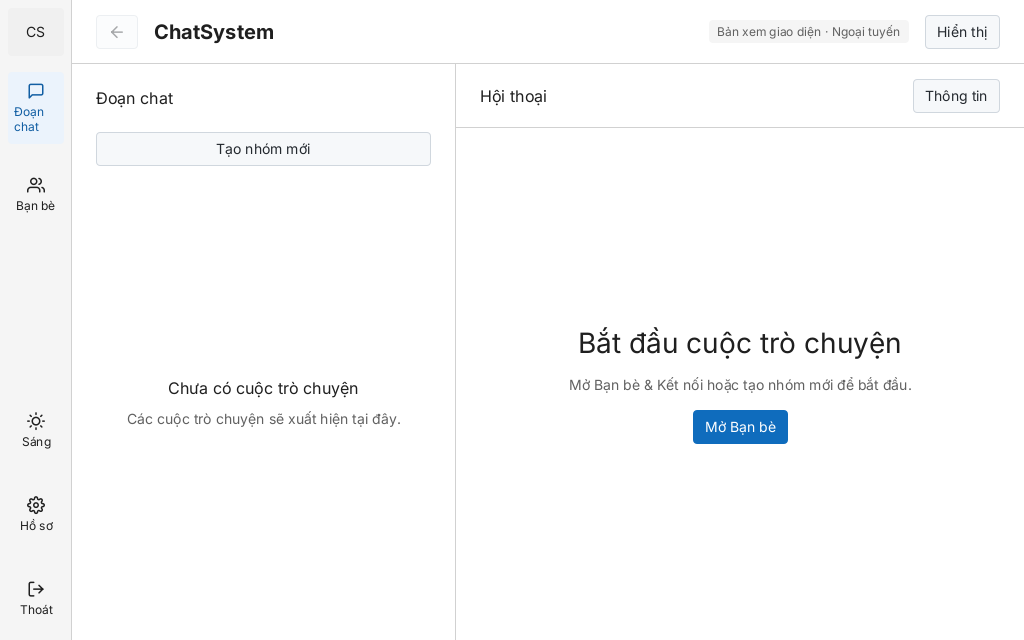 CS
ChatSystem
Bản xem giao diện · Ngoại tuyến
Hiển thị
Đoạn
chat
Bạn bè
Sáng
Hồ sơ
Thoát
Đoạn chat
Tạo nhóm mới
Chưa có cuộc trò chuyện
Các cuộc trò chuyện sẽ xuất hiện tại đây.
Hội thoại
Thông tin
Bắt đầu cuộc trò chuyện
Mở Bạn bè & Kết nối hoặc tạo nhóm mới để bắt đầu.
Mở Bạn bè